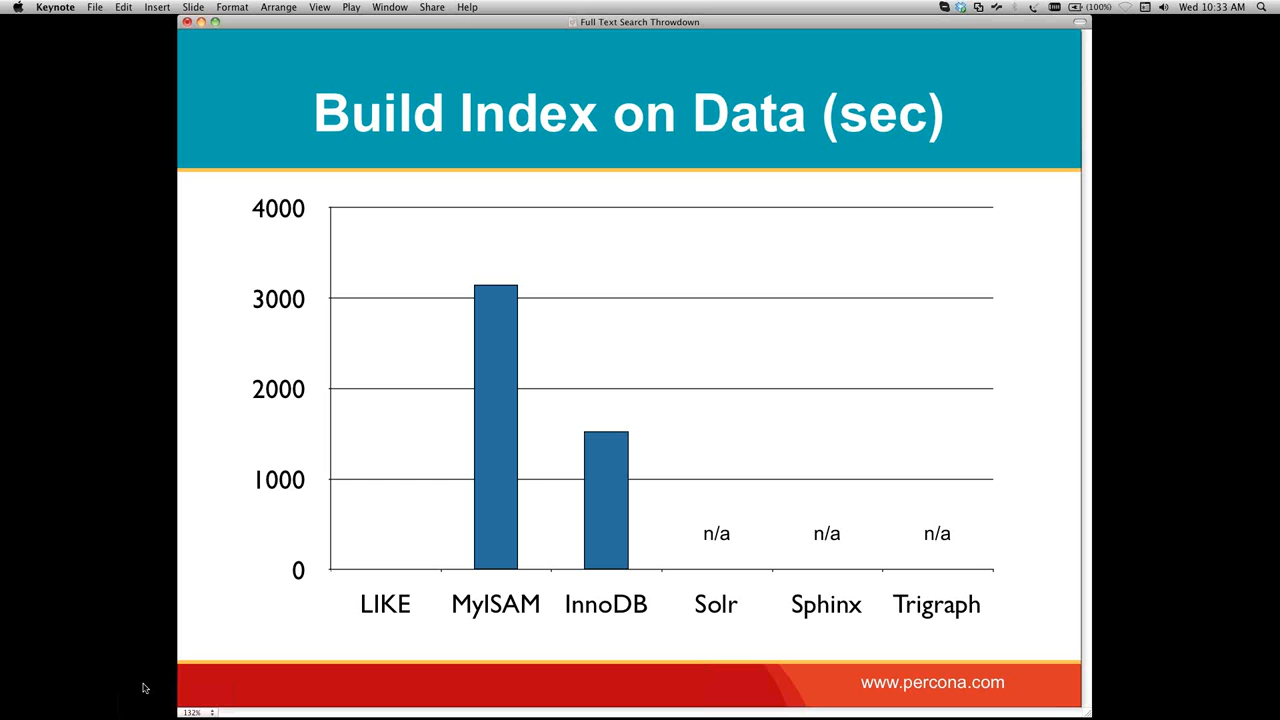 Keynote File Edit Insert Slide Format Arrange View Play Window Share Help (100%) Wed 10:33 AM
Full Text Search Throwdown
Build Index on Data (sec)
4000
3000
2000
1000
n/a n/a n/a
0
LIKE MyISAM InnoDB Solr Sphinx Trigraph
www.percona.com
132%